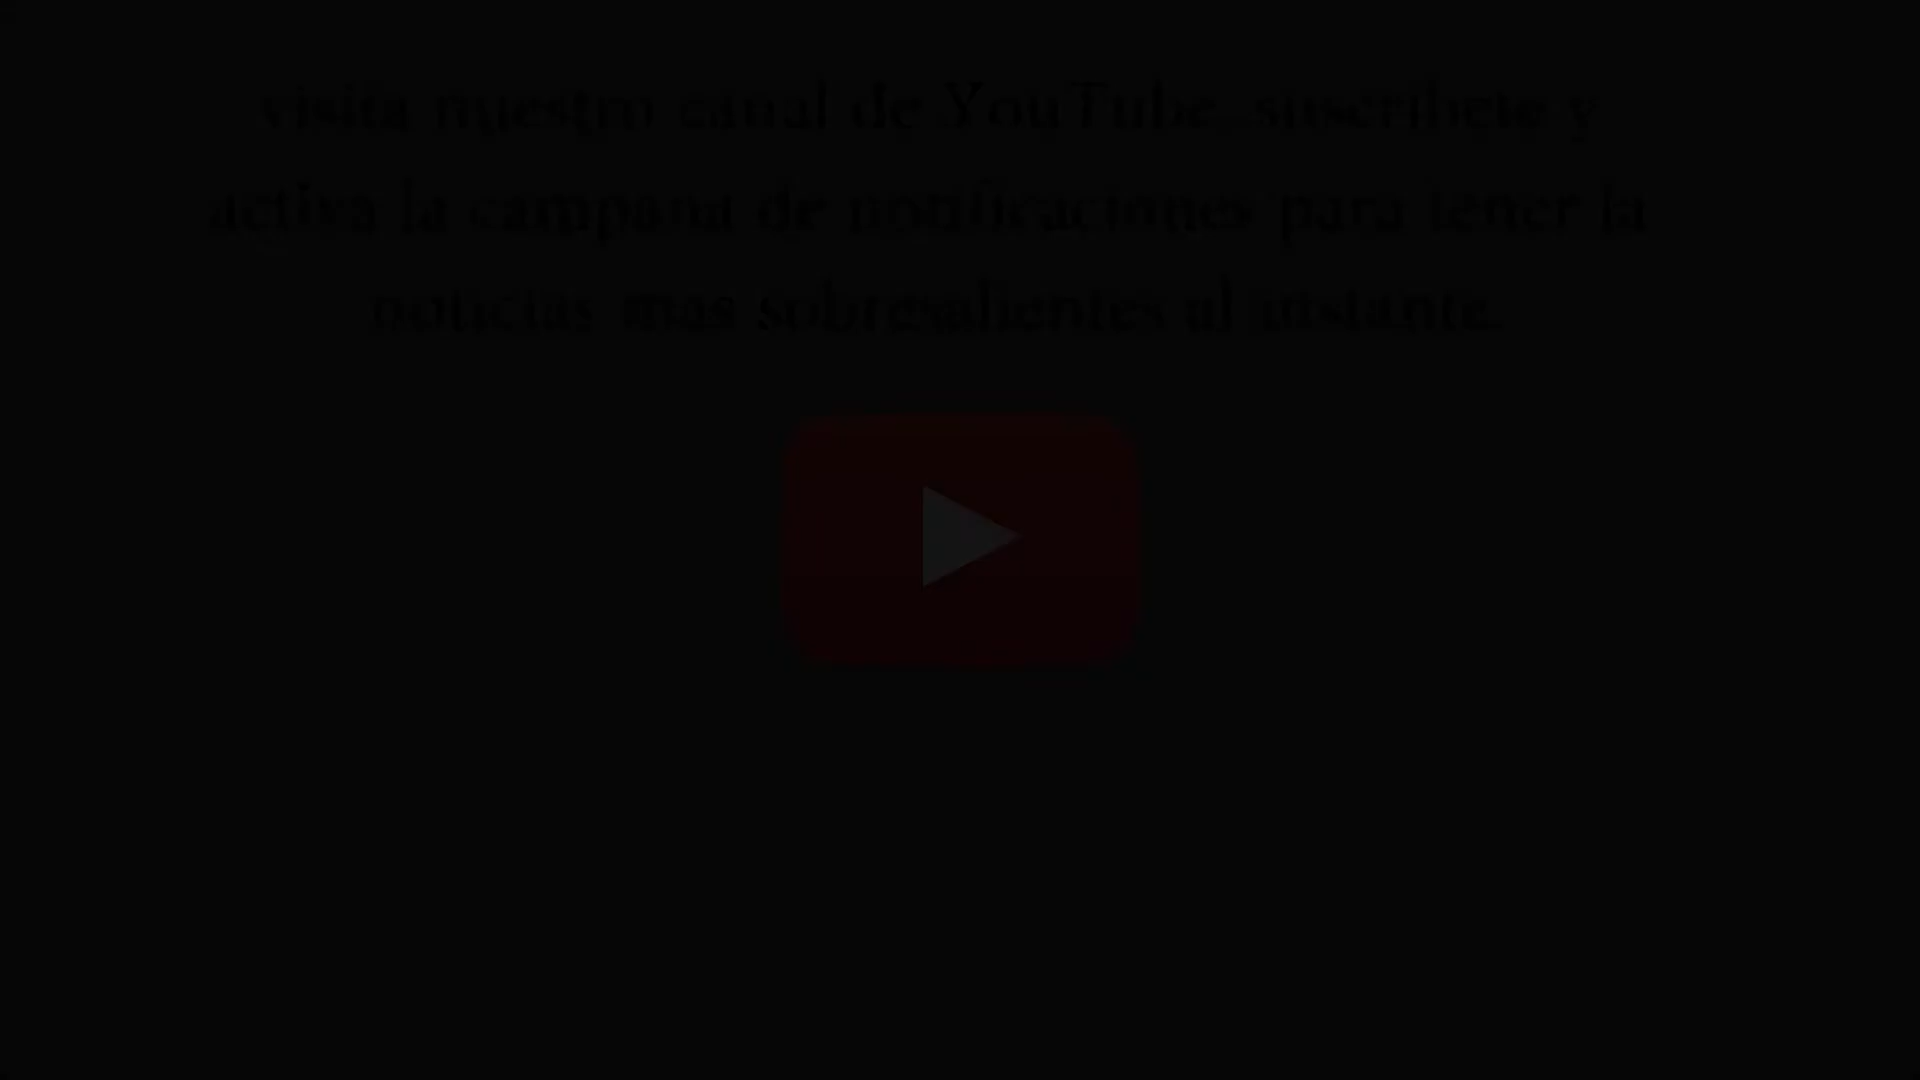 visita nuestro canal de YouTube, suscribete y
activa la campana de notificaciones para tener la
noticias mas sobresalientes al instante.